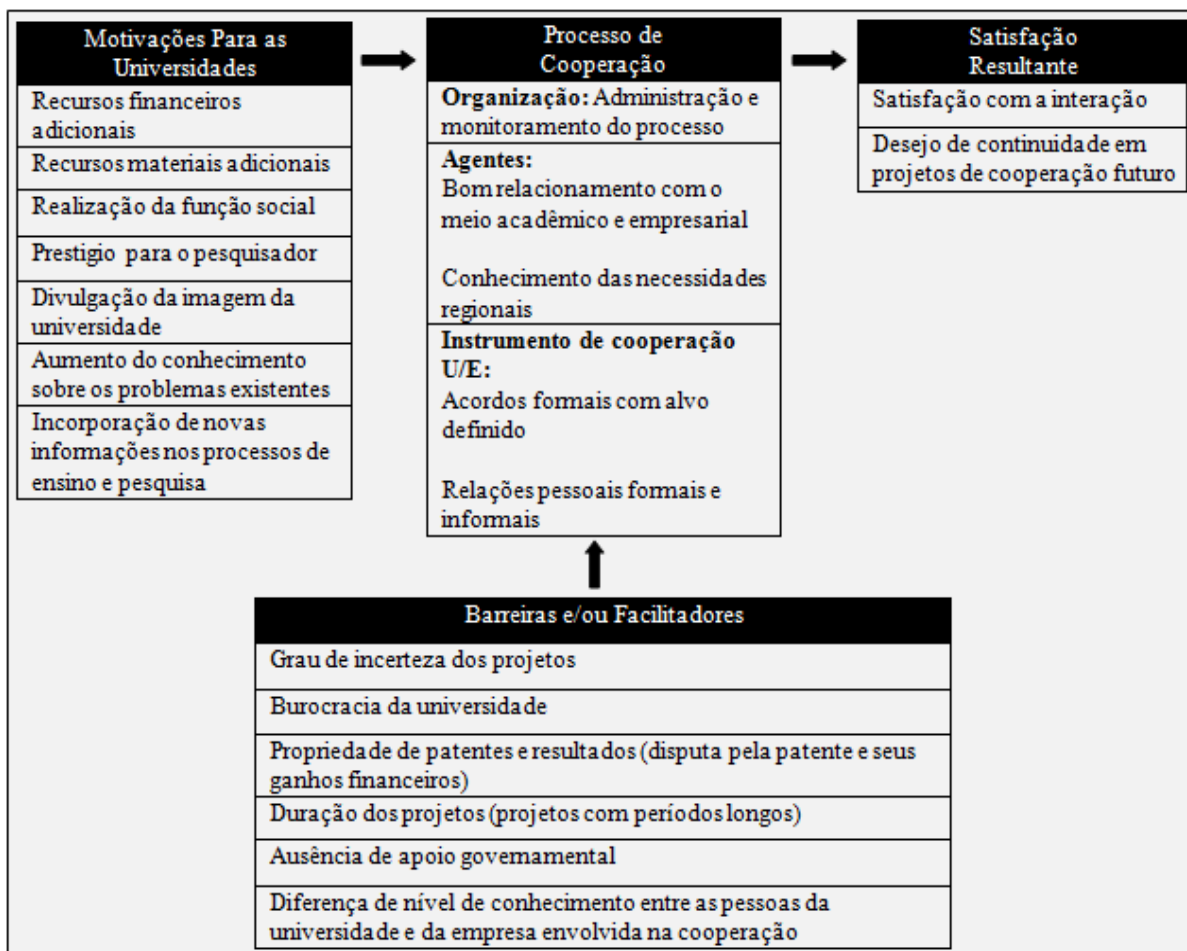 Motivações Para as
Universidades
Recursos financeiros
adicionais
Recursos materiais adicionais
Realização da função social
Prestigio para o pesquisador
Divulgação da imagem da
universidade
Aumento do conhecimento
sobre os problemas existentes
Incorporação de novas
informações nos processos de
ensino e pesquisa
Processo de
Cooperação
Organização: Administração e
monitoramento do processo
Agentes:
Bom relacionamento com o
meio acadêmico e empresarial
Conhecimento das necessidades
regionais
Instrumento de cooperação
U/E:
Acordos formais com alvo
definido
Relações pessoais formais e
informais
Satisfação
Resultante
Satisfação com a interação
Desejo de continuidade em
projetos de cooperação futuro
Barreiras e/ou Facilitadores
Grau de incerteza dos projetos
Burocracia da universidade
Propriedade de patentes e resultados (disputa pela patente e seus
ganhos financeiros)
Duração dos projetos (projetos com períodos longos)
Ausência de apoio governamental
Diferença de nível de conhecimento entre as pessoas da
universidade e da empresa envolvida na cooperação